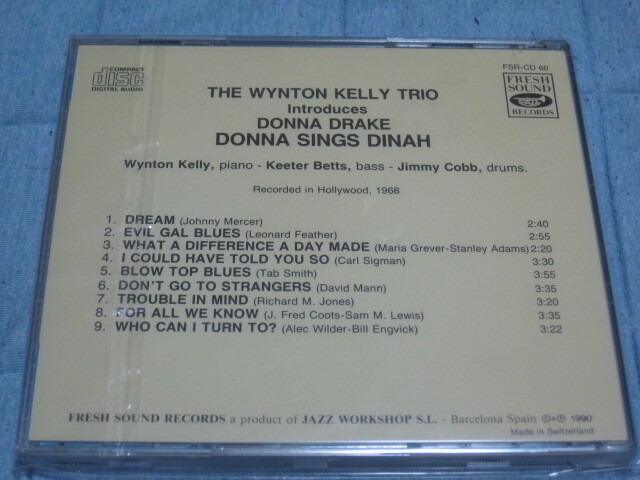 COMPACT
disc
DIGITAL AUDIO
FSR-CD 60
FRESH
SOUND
RECORDS
THE WYNTON KELLY TRIO
Introduces
DONNA DRAKE
DONNA SINGS DINAH
Wynton Kelly, piano - Keeter Betts, bass - Jimmy Cobb, drums.
Recorded in Hollywood, 1968
1. DREAM (Johnny Mercer) 2:40
2. EVIL GAL BLUES (Leonard Feather) 2:55
3. WHAT A DIFFERENCE A DAY MADE (Maria Grever-Stanley Adams) 2:20
4. I COULD HAVE TOLD YOU SO (Carl Sigman) 3:30
5. BLOW TOP BLUES (Tab Smith) 3:55
6. DON'T GO TO STRANGERS (David Mann) 3:35
7. TROUBLE IN MIND (Richard M. Jones) 3:20
8. FOR ALL WE KNOW (J. Fred Coots-Sam M. Lewis) 3:35
9. WHO CAN I TURN TO? (Alec Wilder-Bill Engvick) 3:22
FRESH SOUND RECORDS a product of JAZZ WORKSHOP S.L. - Barcelona Spain ©+℗ 1990
Made in Switzerland